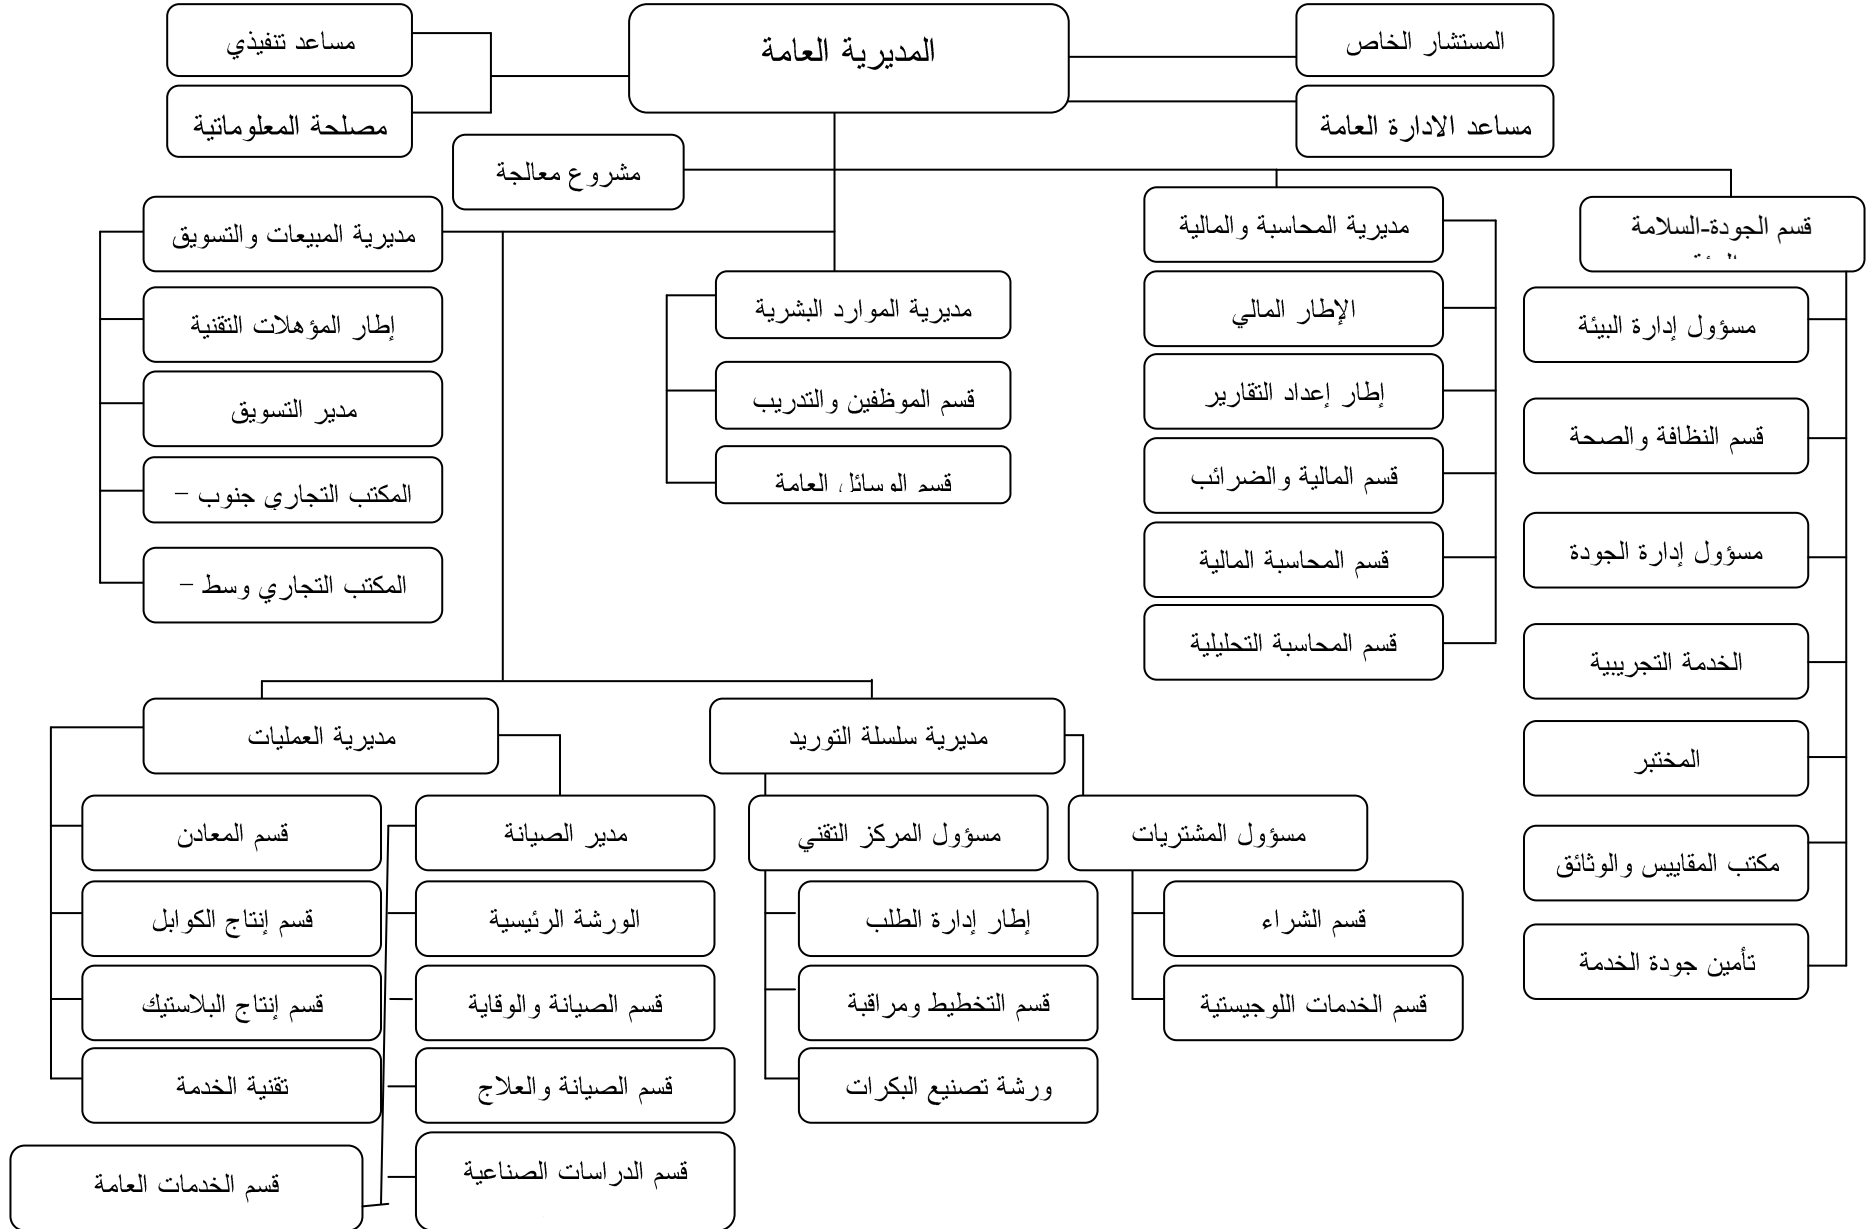 المديرية العامة
المستشار الخاص
مساعد الادارة العامة
مساعد تنفيذي
مصلحة المعلوماتية
مشروع معالجة
قسم الجودة-السلامة
مسؤول إدارة البيئة
قسم النظافة والصحة
مسؤول إدارة الجودة
الخدمة التجريبية
المختبر
مكتب المقاييس والوثائق
تأمين جودة الخدمة
مديرية المحاسبة والمالية
الإطار المالي
إطار إعداد التقارير
قسم المالية والضرائب
قسم المحاسبة المالية
قسم المحاسبة التحليلية
مديرية الموارد البشرية
قسم الموظفين والتدريب
قسم الوسائل العامة
مديرية المبيعات والتسويق
إطار المؤهلات التقنية
مدير التسويق
المكتب التجاري جنوب –
المكتب التجاري وسط –
مديرية سلسلة التوريد
مسؤول المشتريات
قسم الشراء
قسم الخدمات اللوجيستية
مسؤول المركز التقني
إطار إدارة الطلب
قسم التخطيط ومراقبة
ورشة تصنيع البكرات
مديرية العمليات
مدير الصيانة
الورشة الرئيسية
قسم الصيانة والوقاية
قسم الصيانة والعلاج
قسم الدراسات الصناعية
قسم المعادن
قسم إنتاج الكوابل
قسم إنتاج البلاستيك
تقنية الخدمة
قسم الخدمات العامة